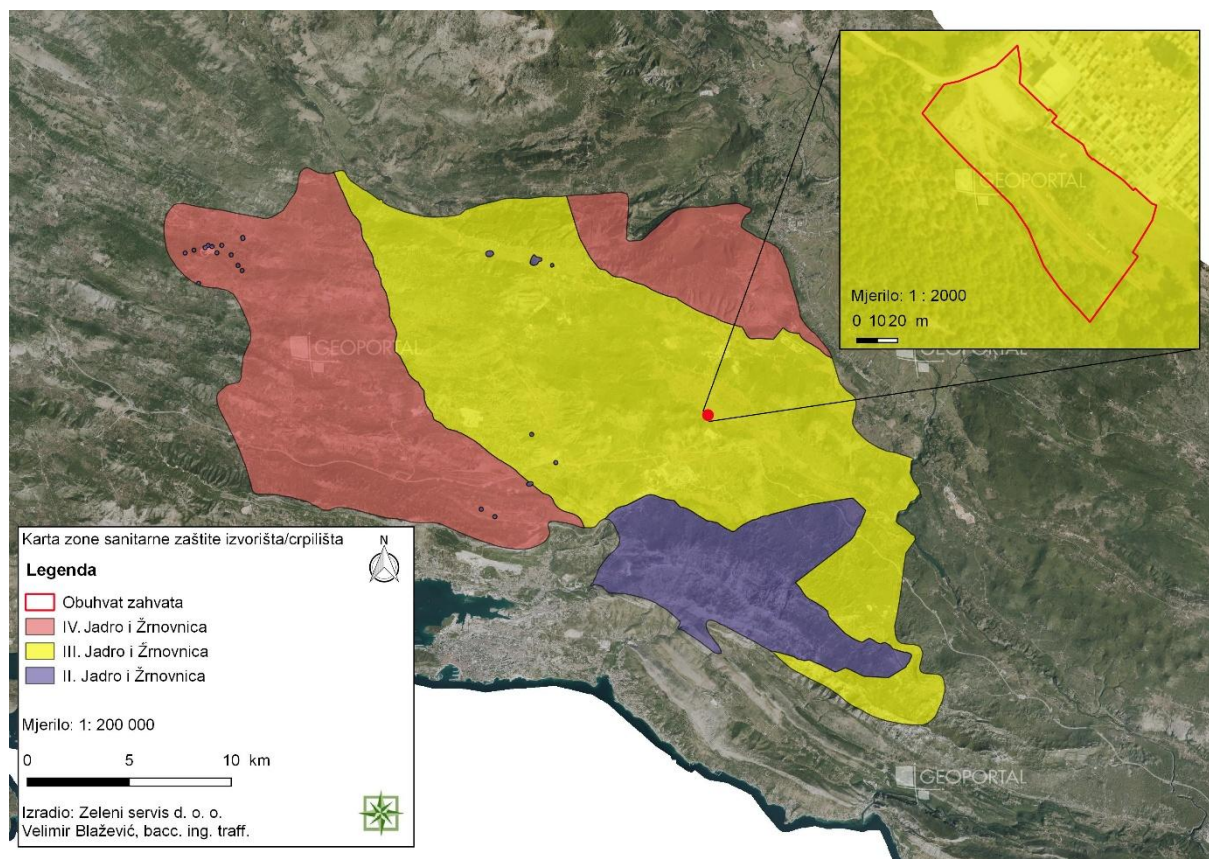 GEOPORTAL
Mjerilo: 1 : 2000
0 1020 m
GEOPORTAL
GEOPORTAL
Karta zone sanitarne zaštite izvorišta/crpilišta
N
Legenda
Obuhvat zahvata
IV. Jadro i Žrnovnica
III. Jadro i Žrnovnica
II. Jadro i Žrnovnica
Mjerilo: 1: 200 000
0 5 10 km
Izradio: Zeleni servis d. o. o.
Velimir Blažević, bacc. ing. traff.
GEOPORTAL